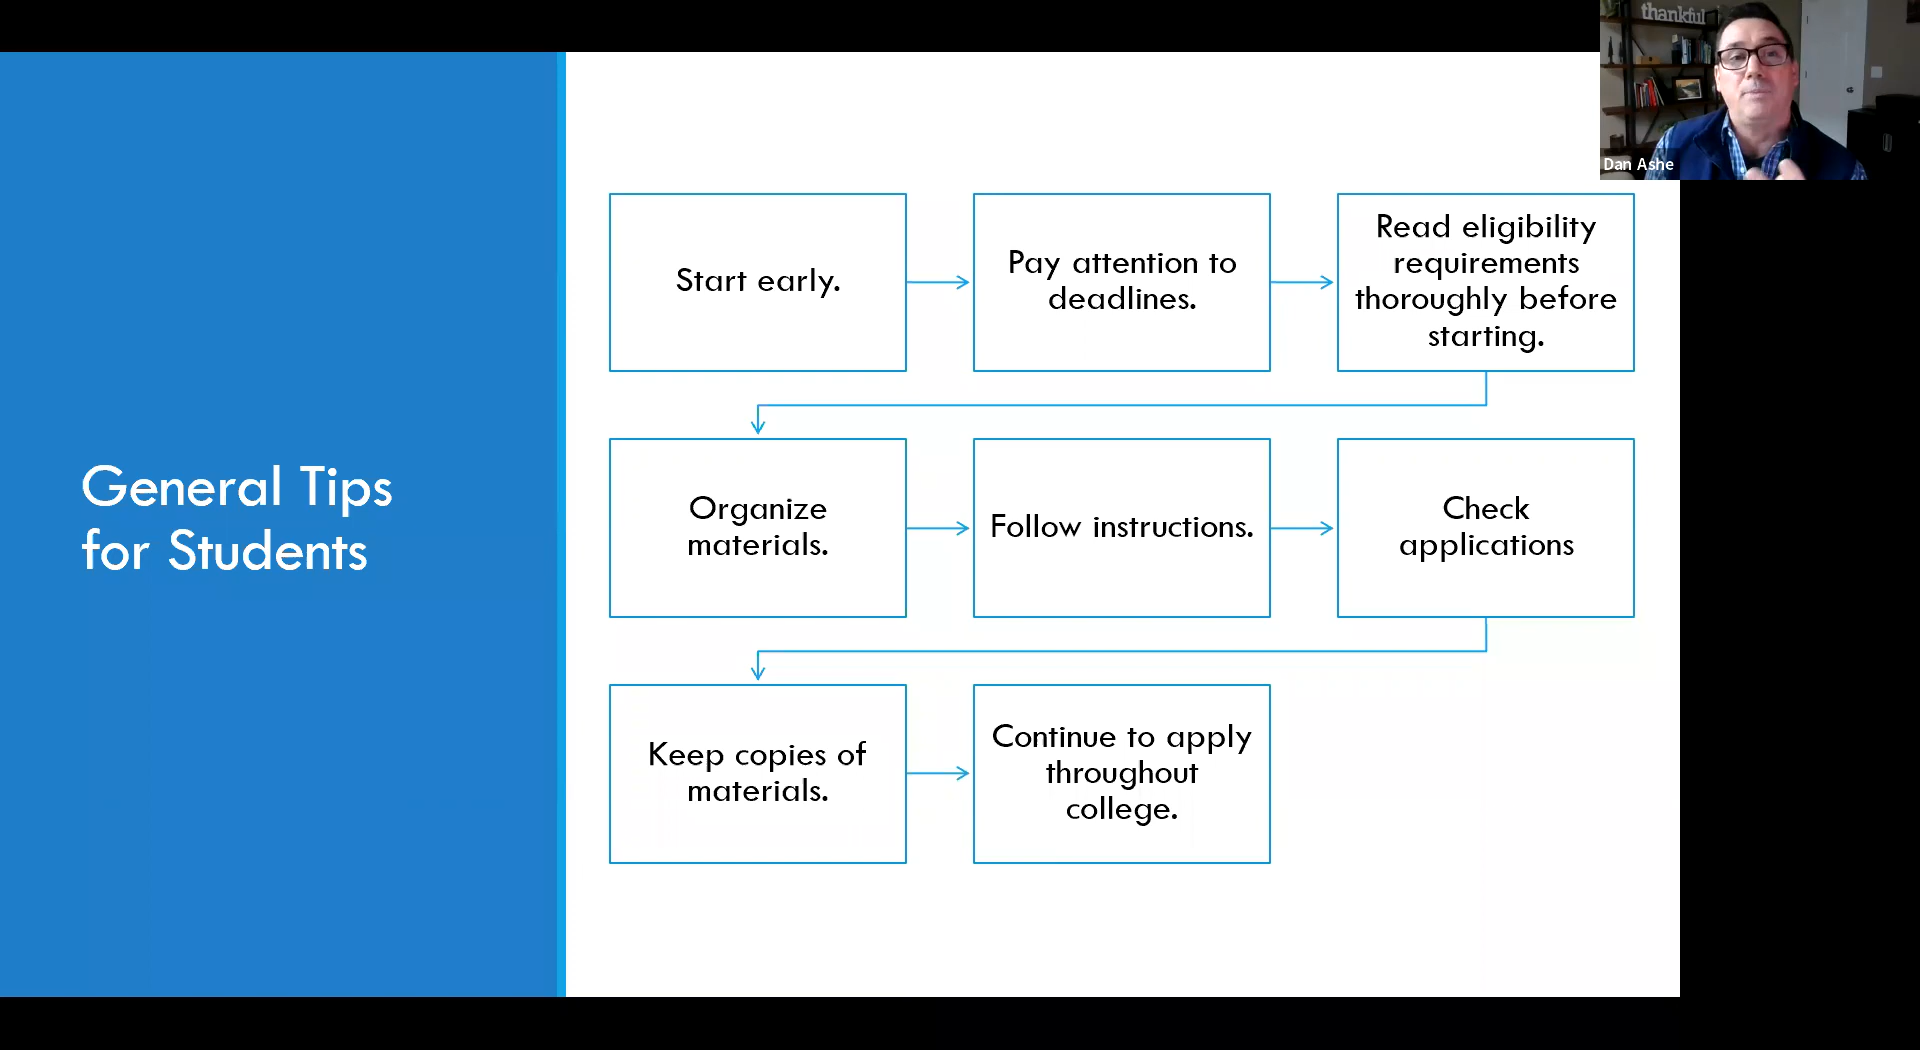 thankful
Dan Ashe
General Tips
for Students
Start early.
Pay attention to
deadlines.
Read eligibility
requirements
thoroughly before
starting.
Organize
materials.
Follow instructions.
Check
applications
Keep copies of
materials.
Continue to apply
throughout
college.